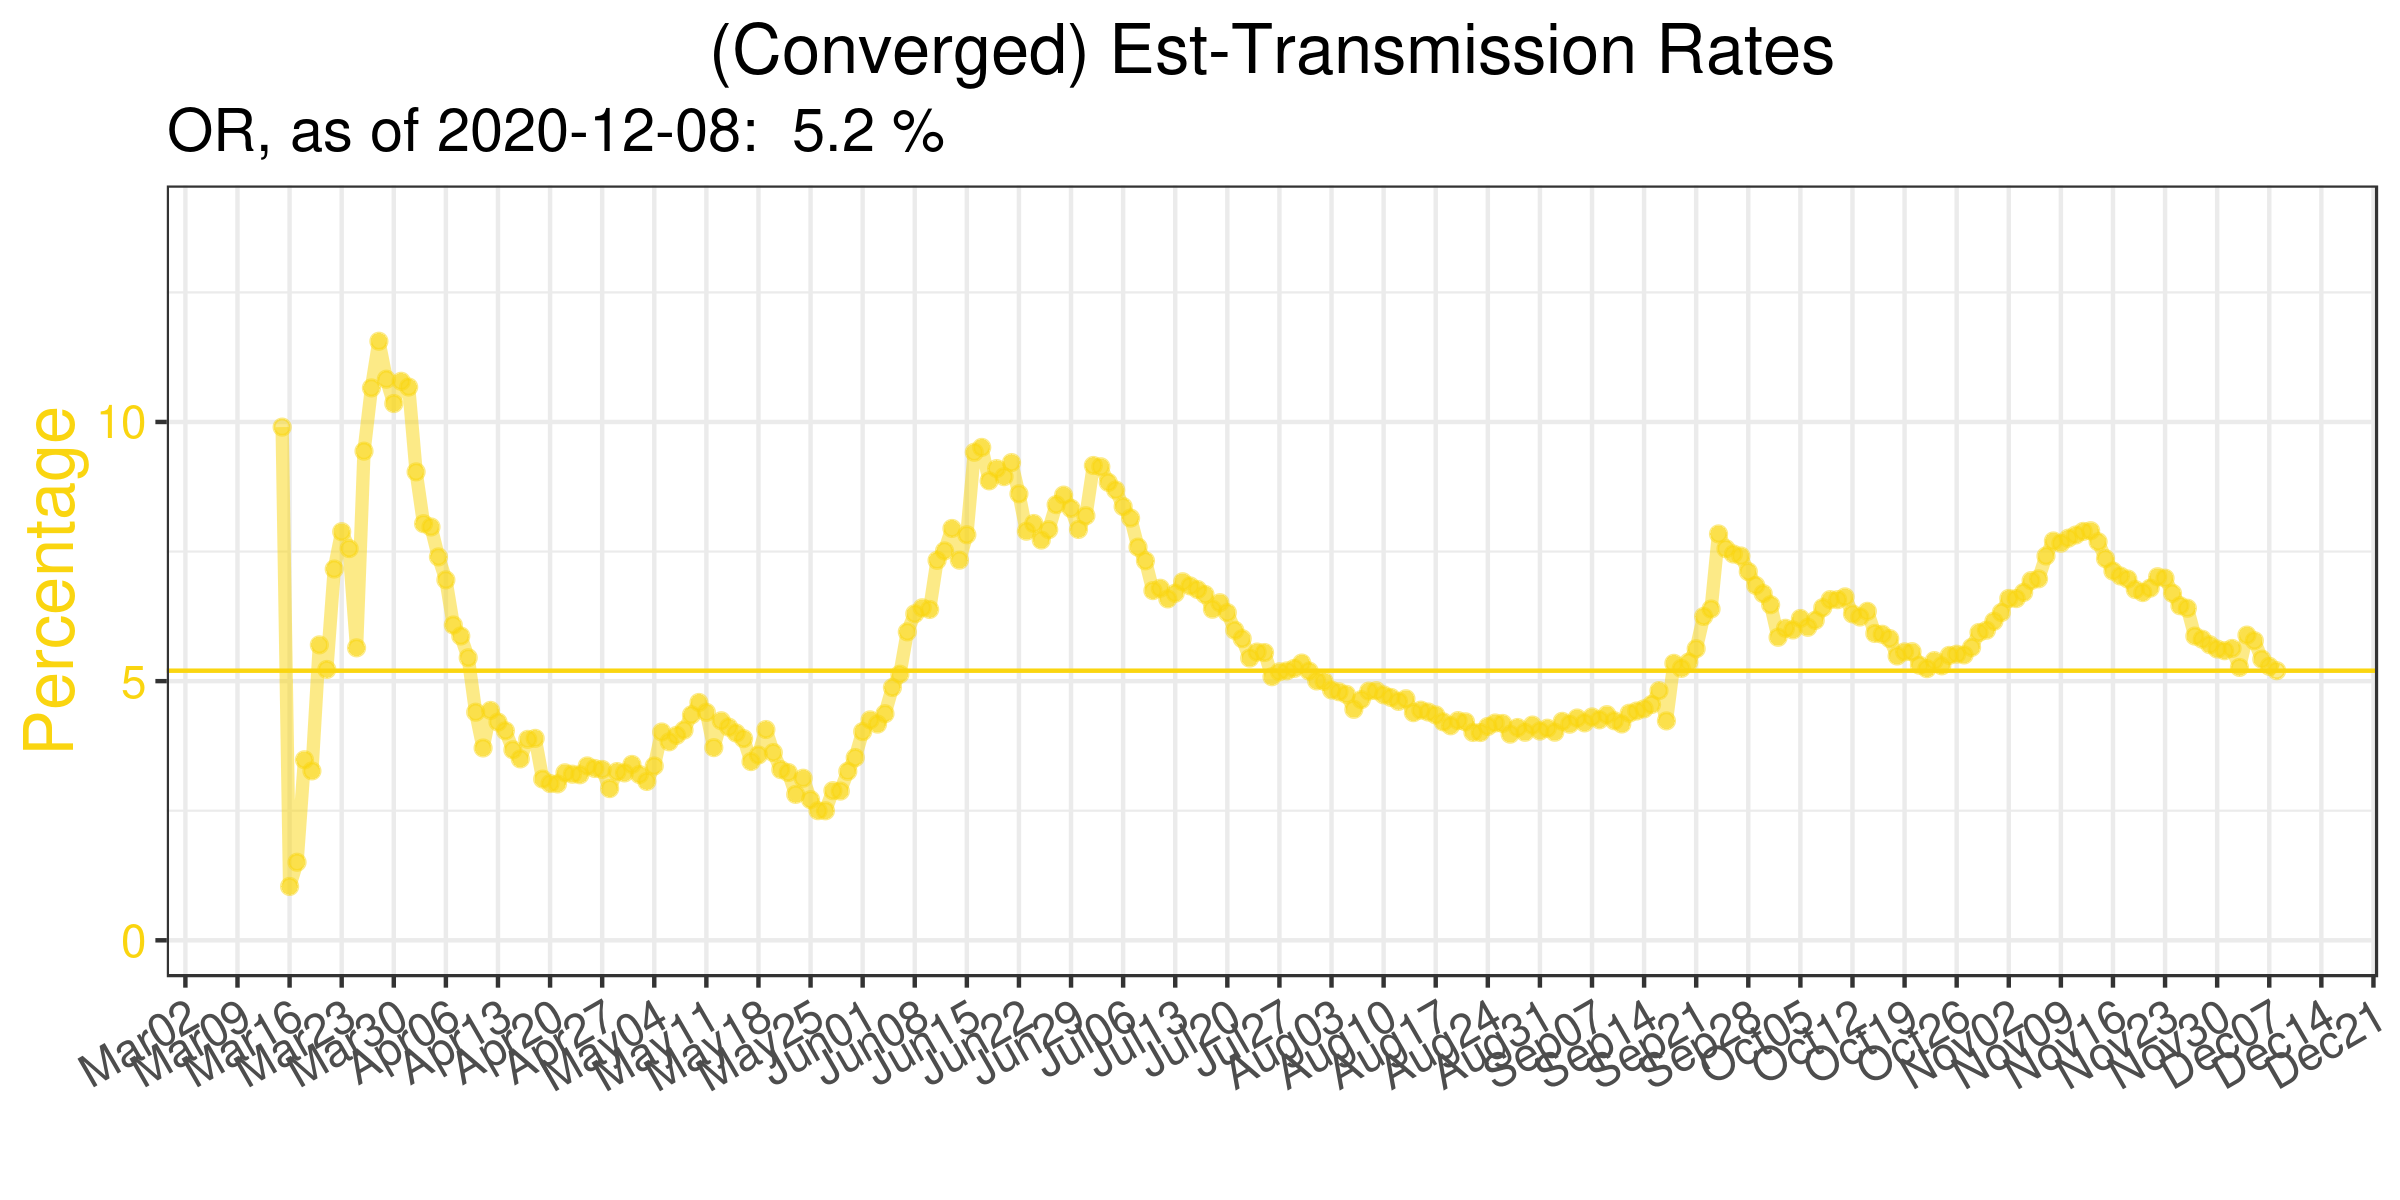 (Converged) Est-Transmission Rates
OR, as of 2020-12-08:  5.2 %
Percentage
10
5
0
Mar02
Mar09
Mar16
Mar23
Mar30
Apr06
Apr13
Apr20
Apr27
May04
May11
May18
May25
Jun01
Jun08
Jun15
Jun22
Jun29
Jul06
Jul13
Jul20
Jul27
Aug03
Aug10
Aug17
Aug24
Aug31
Sep07
Sep14
Sep21
Sep28
Oct05
Oct12
Oct19
Oct26
Nov02
Nov09
Nov16
Nov23
Nov30
Dec07
Dec14
Dec21